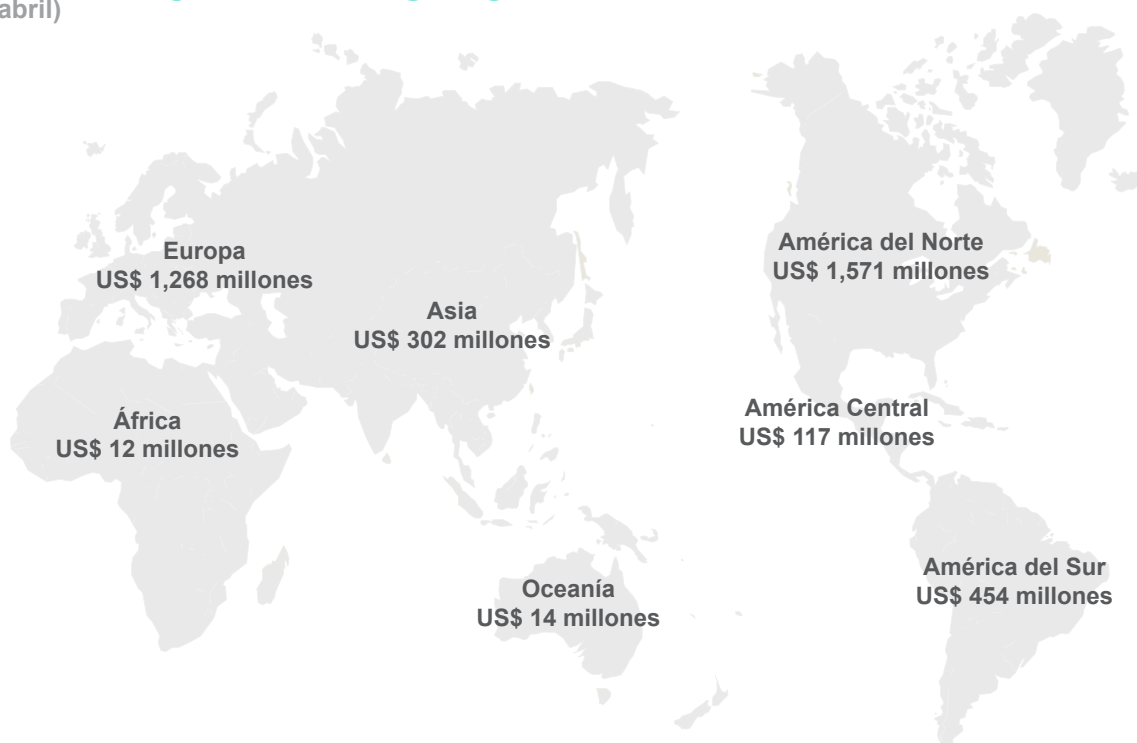 abril)
Europa
US$ 1,268 millones
América del Norte
US$ 1,571 millones
Asia
US$ 302 millones
América Central
US$ 117 millones
África
US$ 12 millones
América del Sur
US$ 454 millones
Oceanía
US$ 14 millones